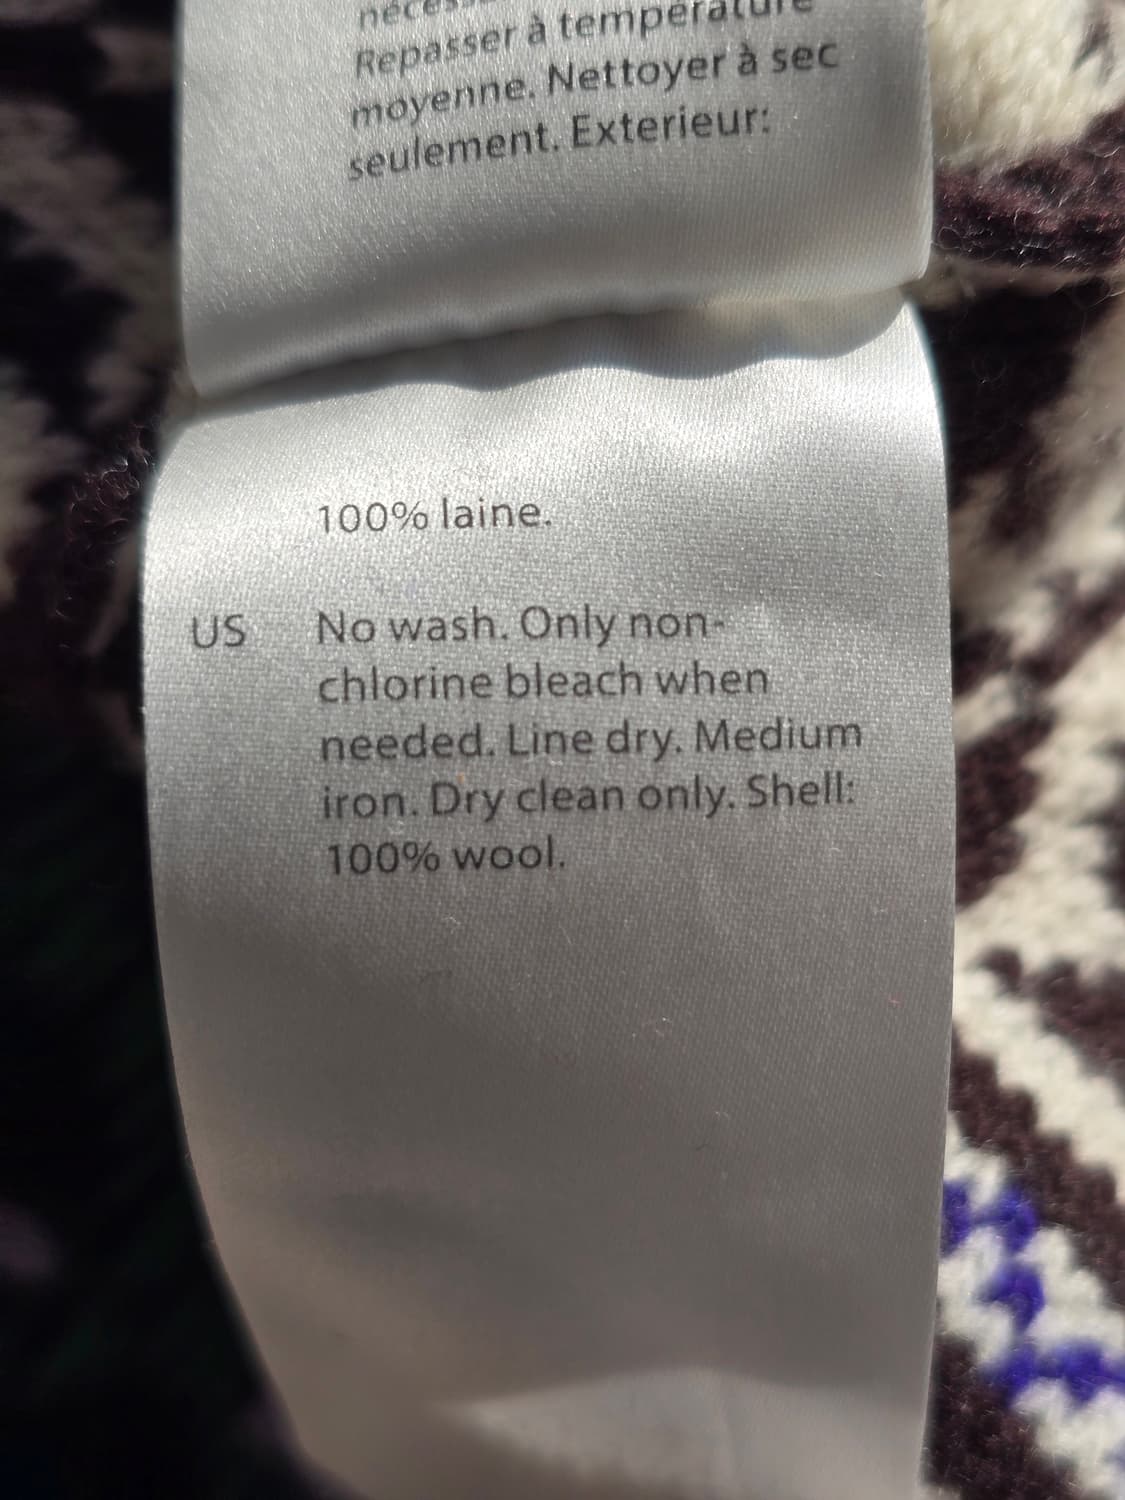 nécess
Repasser à température
moyenne. Nettoyer à sec
seulement. Exterieur:
100% laine.
US No wash. Only non-
chlorine bleach when
needed. Line dry. Medium
iron. Dry clean only. Shell:
100% wool.